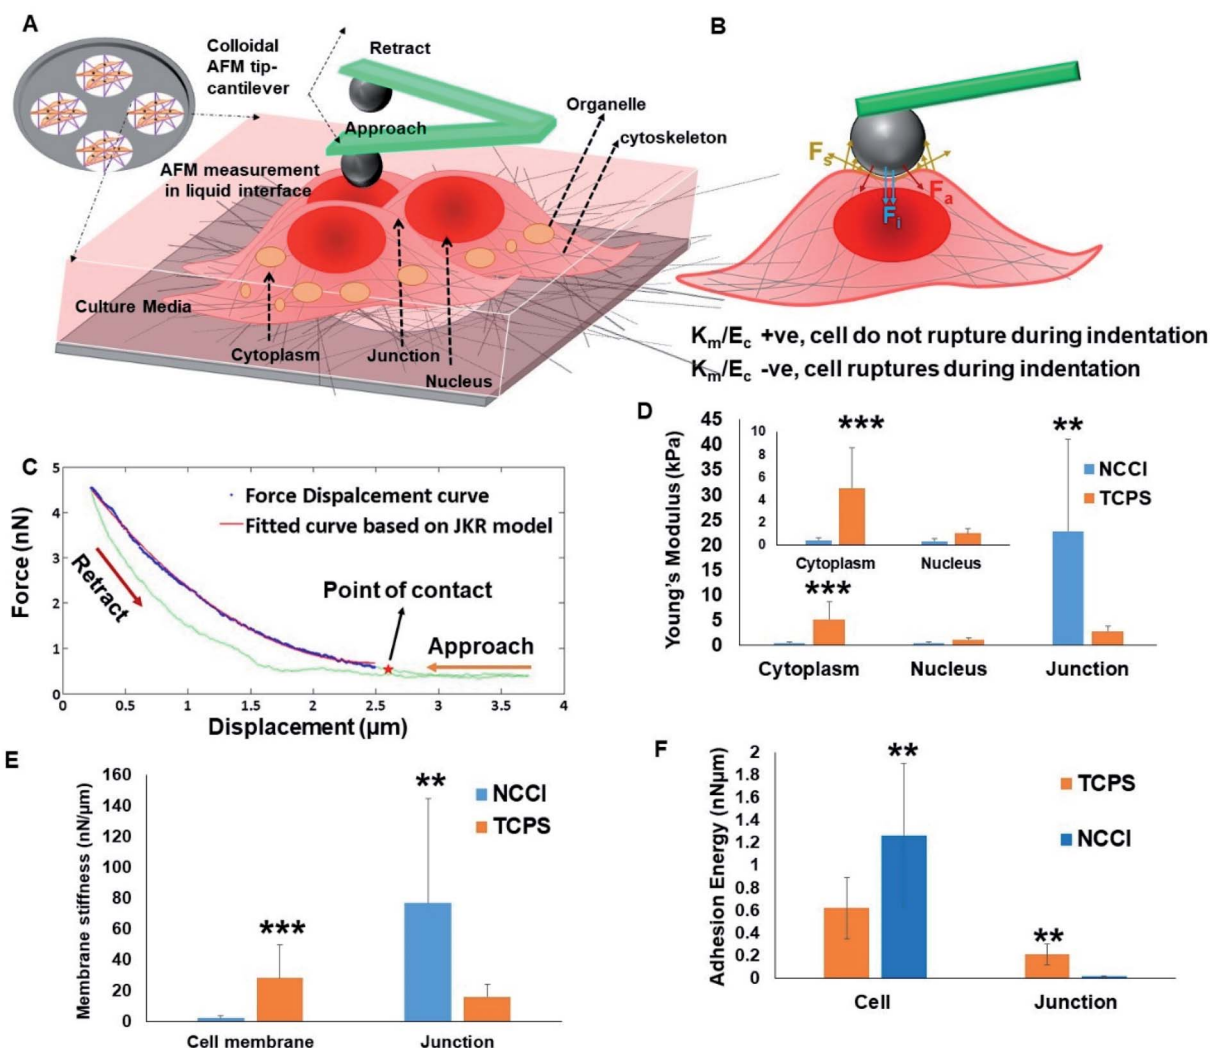 A
Colloidal
AFM tip-
cantilever
Retract
Approach
AFM measurement
in liquid interface
Organelle
cytoskeleton
Culture Media
Cytoplasm
Junction
Nucleus
B
Fs
Fa
Fi
Km/Ec +ve, cell do not rupture during indentation
Km/Ec -ve, cell ruptures during indentation
C
Force (nN)
5
4
3
2
1
0
Force Dispalcement curve
Fitted curve based on JKR model
Retract
Point of contact
Approach
0 0.5 1 1.5 2 2.5 3 3.5 4
Displacement (µm)
D
Young's Modulus (kPa)
45
40
35
30
25
20
15
10
5
0
10
8
6
4
2
0
***
Cytoplasm Nucleus
**
NCCl
TCPS
***
Cytoplasm Nucleus Junction
E
Membrane stiffness (nN/µm)
160
140
120
100
80
60
40
20
0
***
**
NCCl
TCPS
Cell membrane Junction
F
Adhesion Energy (nNµm)
2
1.8
1.6
1.4
1.2
1
0.8
0.6
0.4
0.2
0
**
**
TCPS
NCCl
Cell Junction